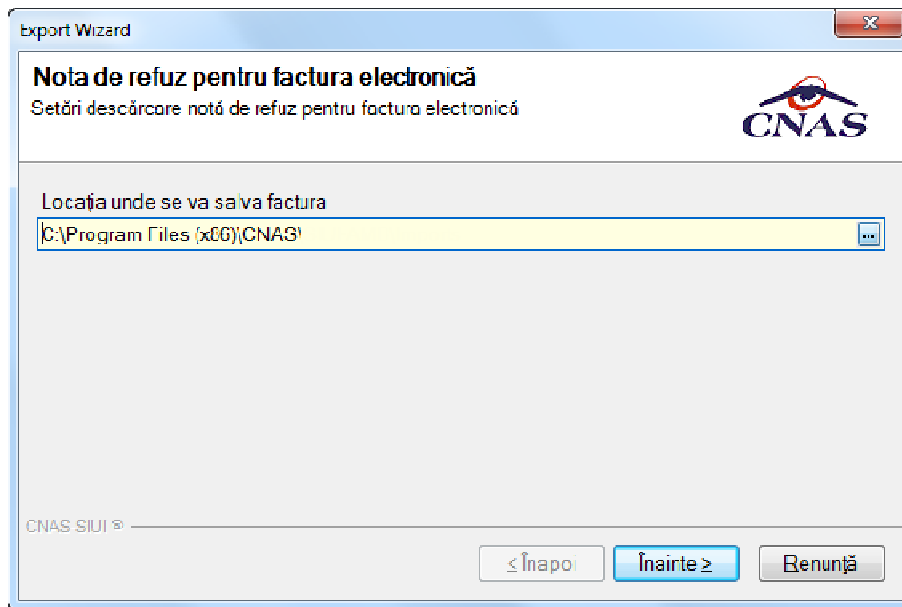 Export Wizard
Nota de refuz pentru factura electronică
Setări descărcare notă de refuz pentru factura electronică
CNAS
Locația unde se va salva factura
C:\Program Files (x86)\CNAS\
...
CNAS SIUI ®
< Înapoi
Înainte >
Renunță